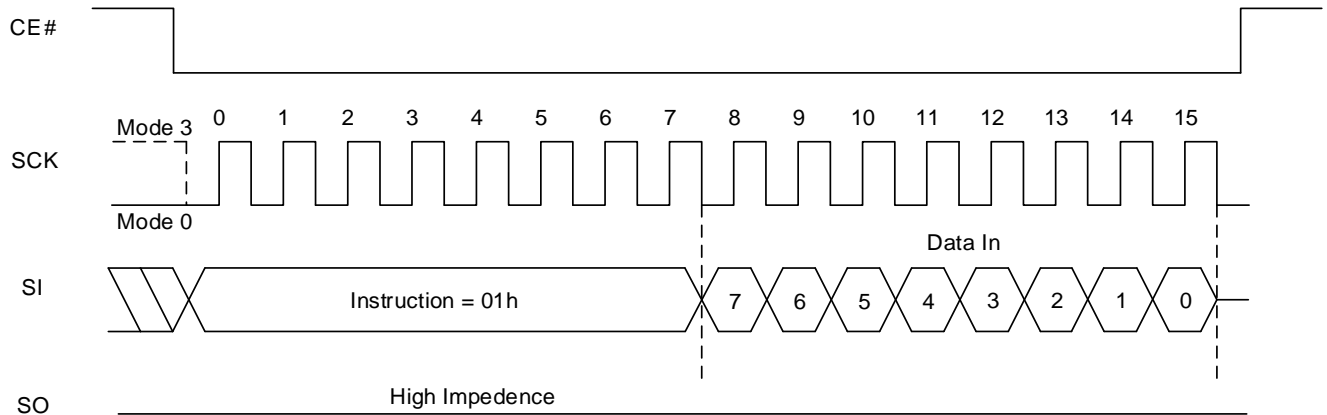 CE#
Mode 3
0 1 2 3 4 5 6 7 8 9 10 11 12 13 14 15
SCK
Mode 0
Data In
SI
Instruction = 01h
7 6 5 4 3 2 1 0
High Impedence
SO